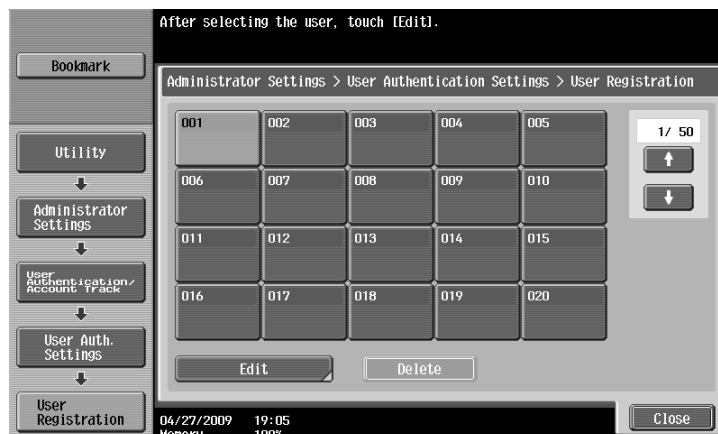 After selecting the user, touch [Edit].
Bookmark
Administrator Settings > User Authentication Settings > User Registration
001 002 003 004 005
1/ 50
Utility
006 007 008 009 010
Administrator
Settings
011 012 013 014 015
User
Authentication/
Account Track
016 017 018 019 020
User Auth.
Settings
Edit Delete
User
Registration
04/27/2009 19:05
Close
Memory 100%